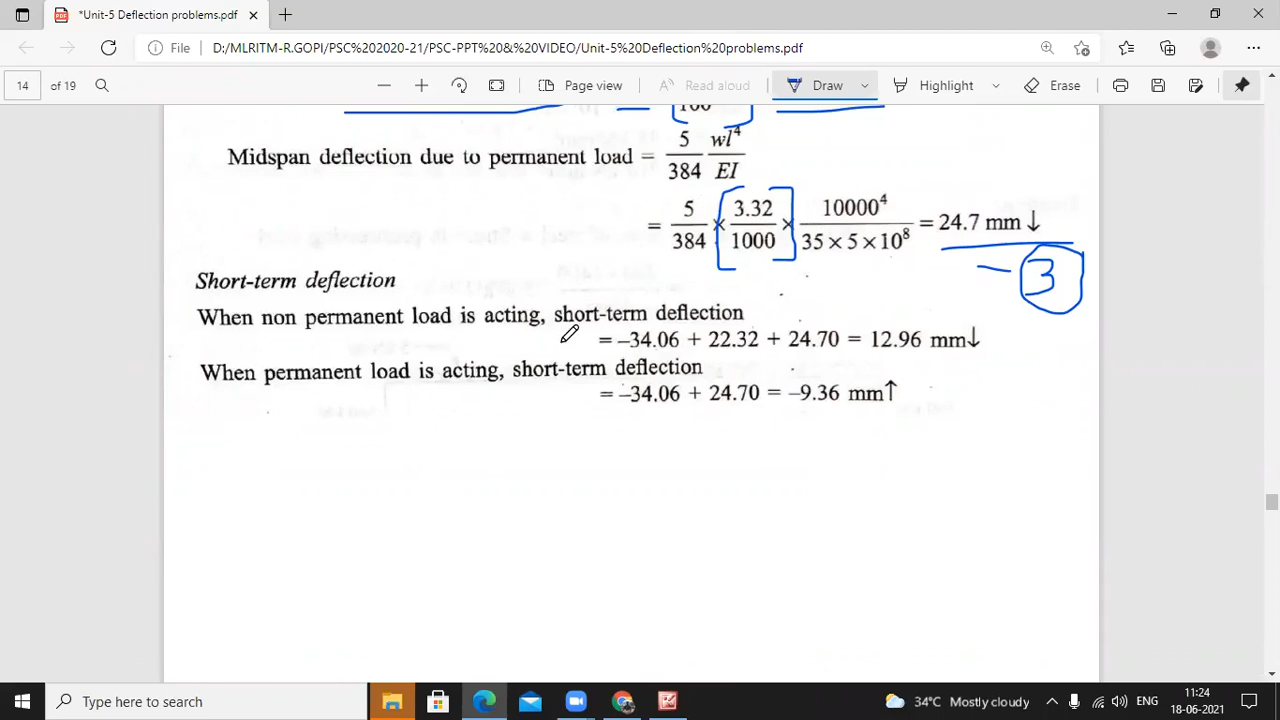 *Unit-5 Deflection problems.pdf
File D:/MLRITM-R.GOPI/PSC%202020-21/PSC-PPT%20&%20VIDEO/Unit-5%20Deflection%20problems.pdf
14 of 19 Page view Read aloud Draw Highlight Erase
Midspan deflection due to permanent load = 5/384 wl⁴/EI
= 5/384 × 3.32/1000 × 10000⁴/35 × 5 × 10⁸ = 24.7 mm ↓
– 3
Short-term deflection
When non permanent load is acting, short-term deflection
= –34.06 + 22.32 + 24.70 = 12.96 mm↓
When permanent load is acting, short-term deflection
= –34.06 + 24.70 = –9.36 mm↑
Type here to search
34°C Mostly cloudy
ENG
11:24
18-06-2021